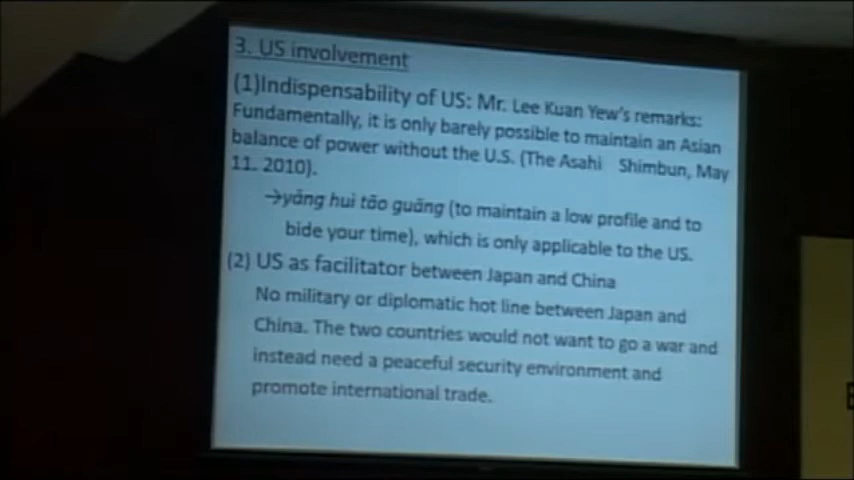 3. US involvement
(1)Indispensability of US: Mr. Lee Kuan Yew's remarks:
Fundamentally, it is only barely possible to maintain an Asian
balance of power without the U.S. (The Asahi Shimbun, May
11. 2010).
→yǎng huì tāo guāng (to maintain a low profile and to
bide your time), which is only applicable to the US.
(2) US as facilitator between Japan and China
No military or diplomatic hot line between Japan and
China. The two countries would not want to go a war and
instead need a peaceful security environment and
promote international trade.